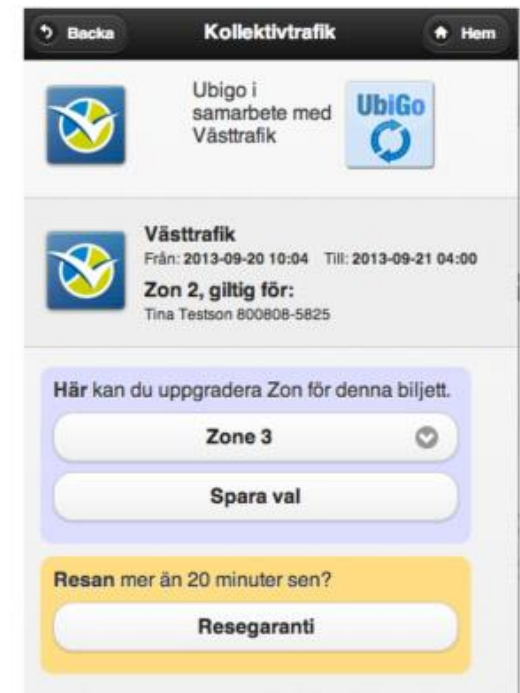 Backa
Kollektivtrafik
Hem
Ubigo i
samarbete med
Västtrafik
UbiGo
Västtrafik
Från: 2013-09-20 10:04 Till: 2013-09-21 04:00
Zon 2, giltig för:
Tina Testson 800808-5825
Här kan du uppgradera Zon för denna biljett.
Zone 3
Spara val
Resan mer än 20 minuter sen?
Resegaranti